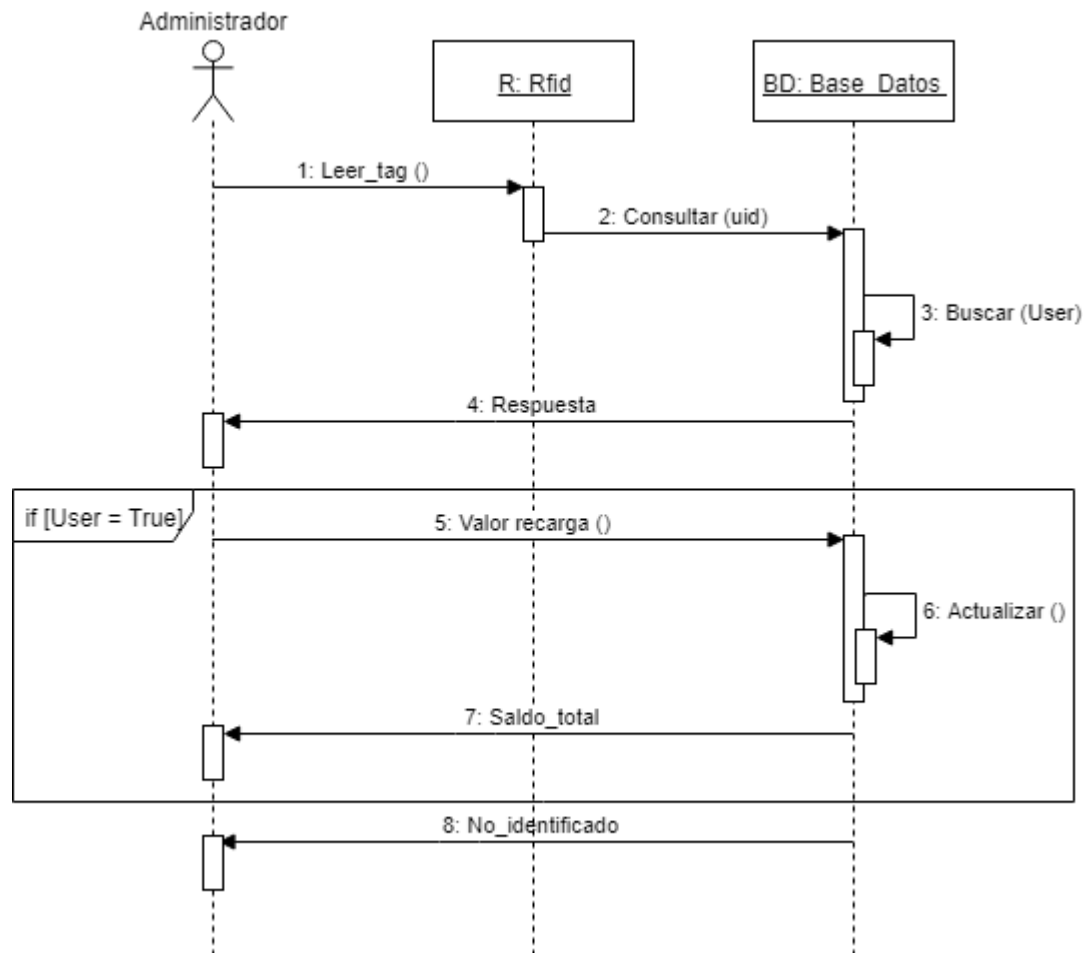 Administrador
R: Rfid
BD: Base_Datos
1: Leer_tag ()
2: Consultar (uid)
3: Buscar (User)
4: Respuesta
if [User = True]
5: Valor recarga ()
6: Actualizar ()
7: Saldo_total
8: No_identificado